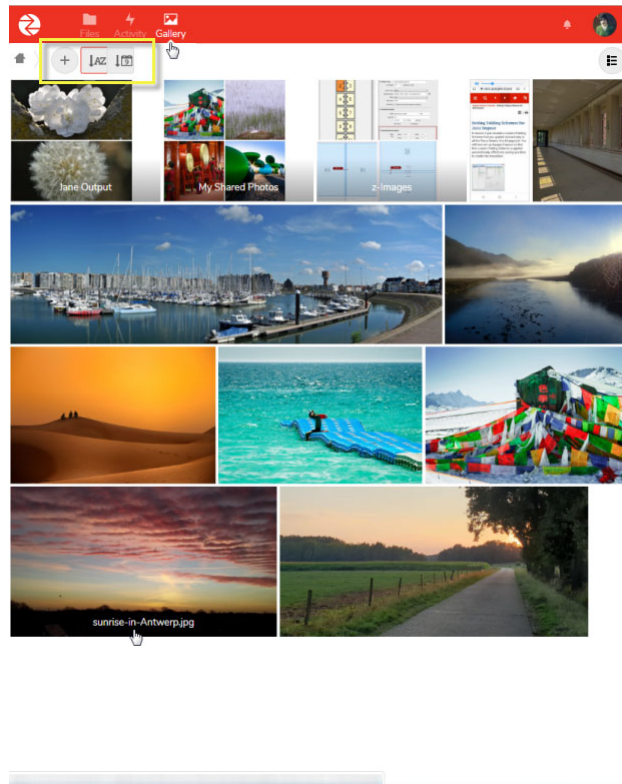 Files Activity Gallery
AZ
Jane Output
My Shared Photos
z-Images
sunrise-in-Antwerp.jpg